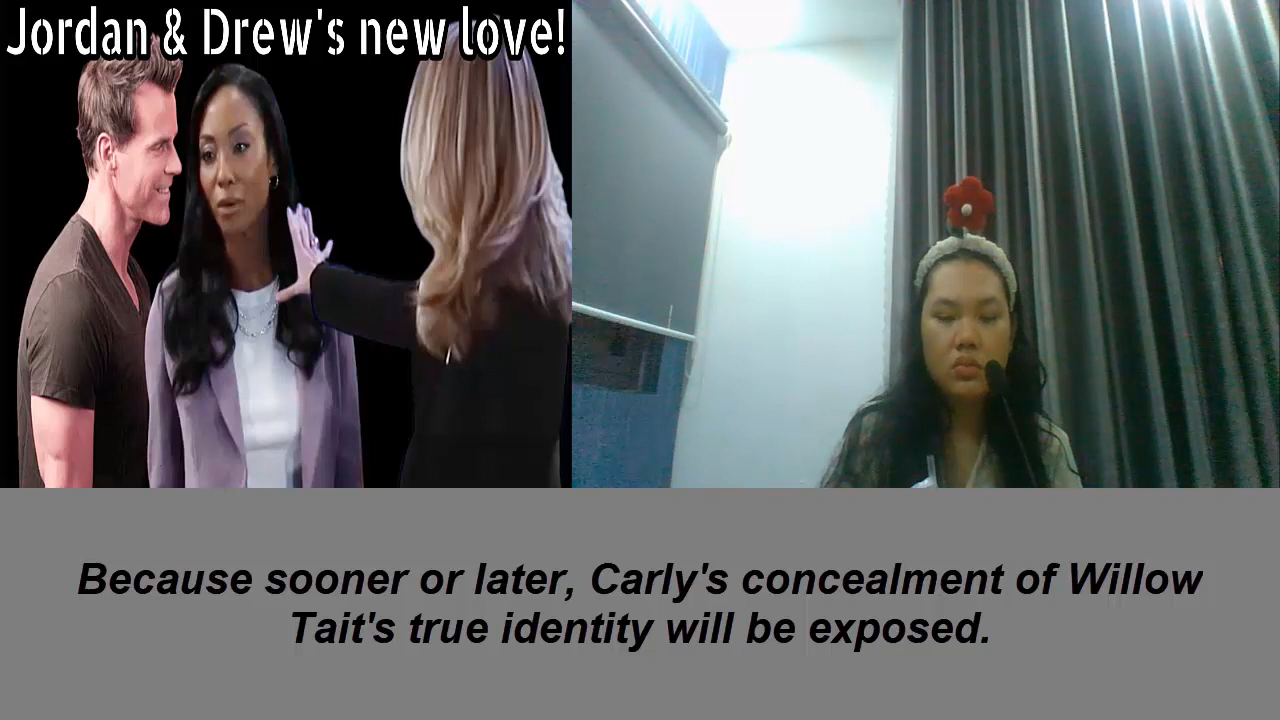 Jordan & Drew's new love!
Because sooner or later, Carly's concealment of Willow
Tait's true identity will be exposed.